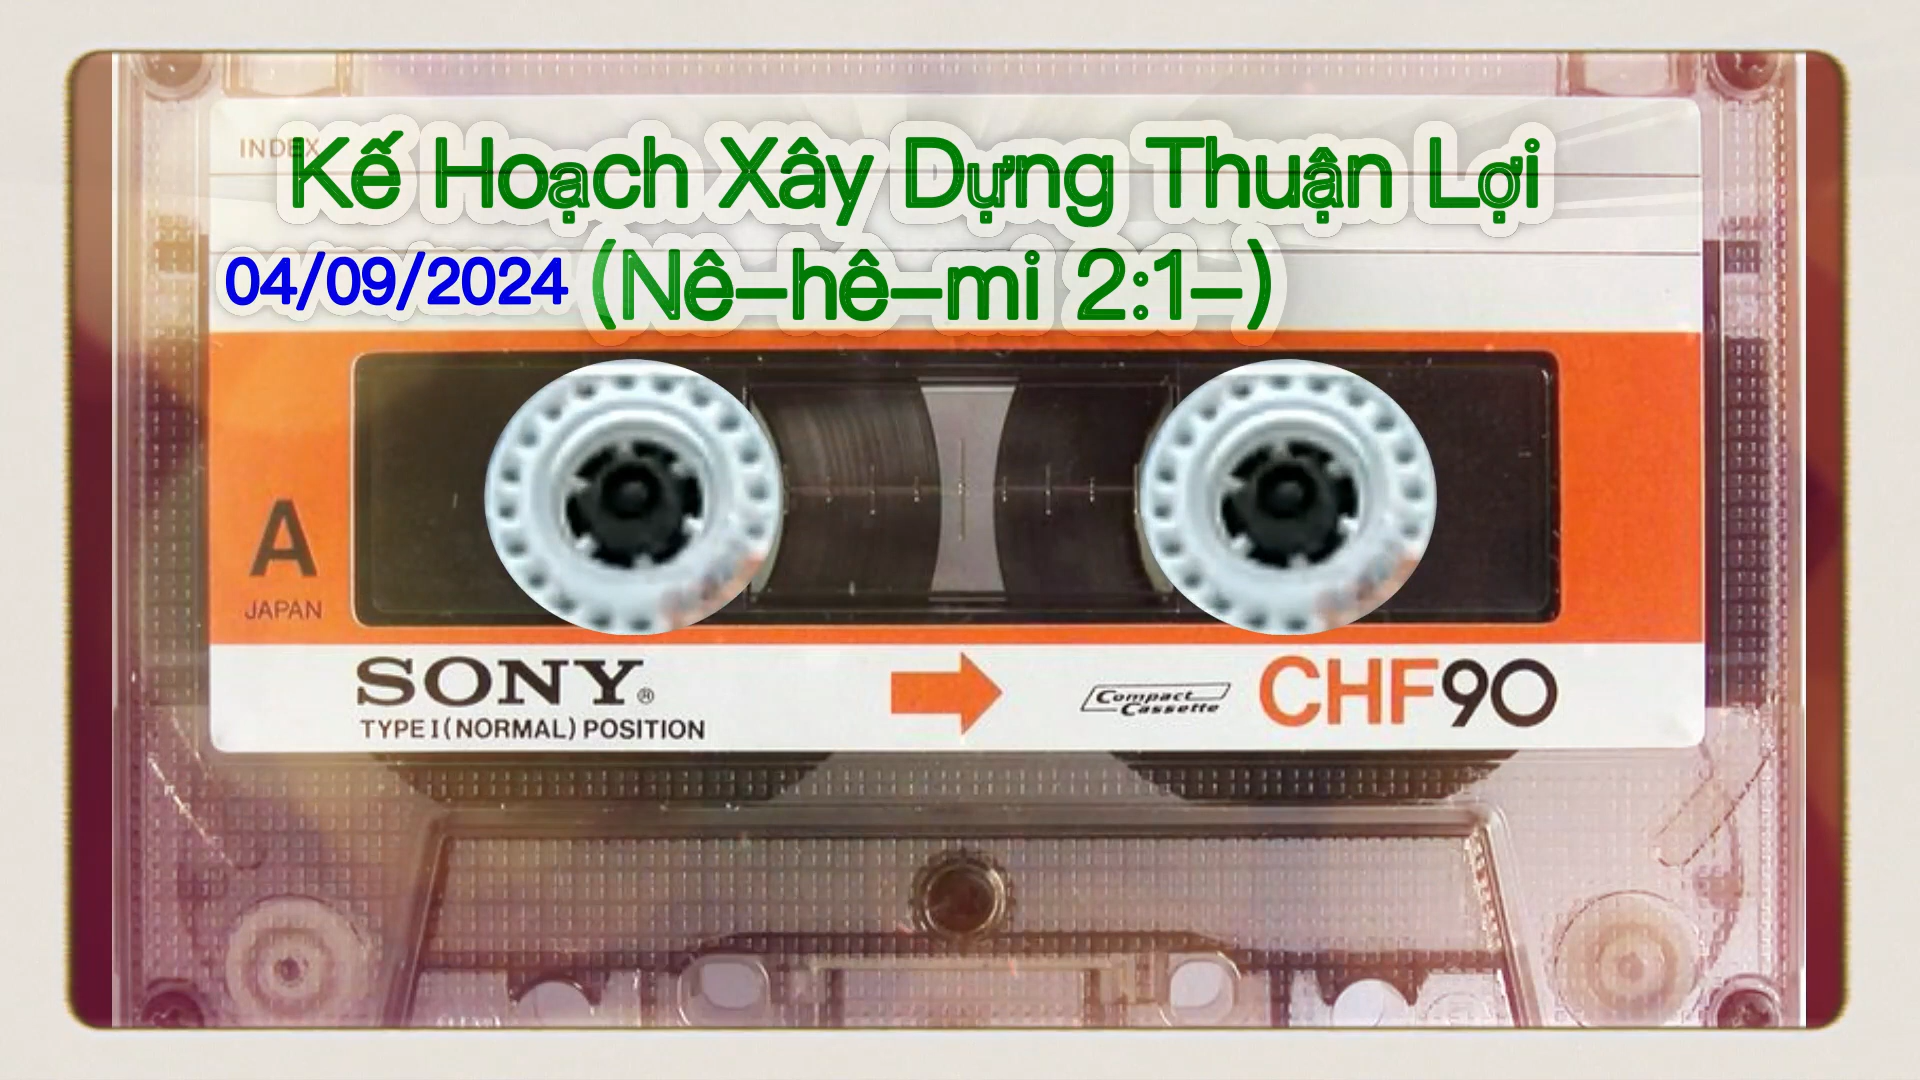 INDEX
Kế Hoạch Xây Dựng Thuận Lợi
04/09/2024 (Nê-hê-mi 2:1-)
A
JAPAN
SONY®
TYPE I (NORMAL) POSITION
Compact Cassette
CHF90